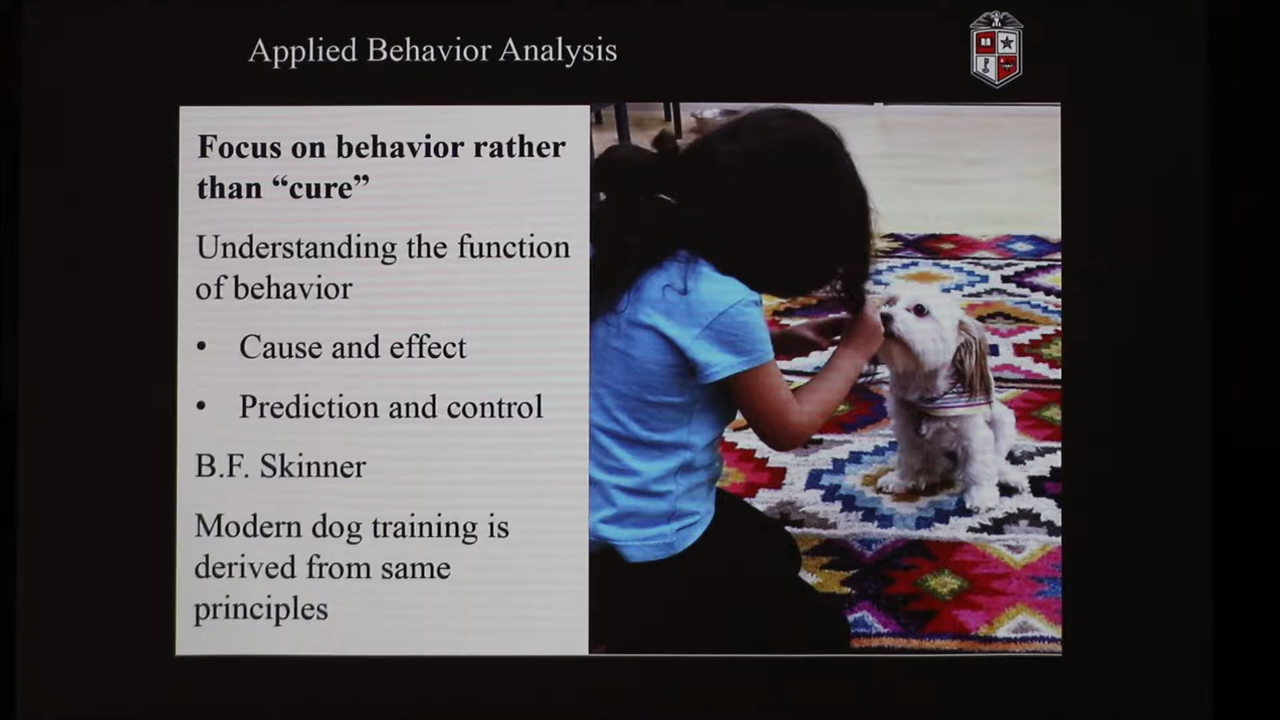 Applied Behavior Analysis
Focus on behavior rather
than “cure”
Understanding the function
of behavior
• Cause and effect
• Prediction and control
B.F. Skinner
Modern dog training is
derived from same
principles